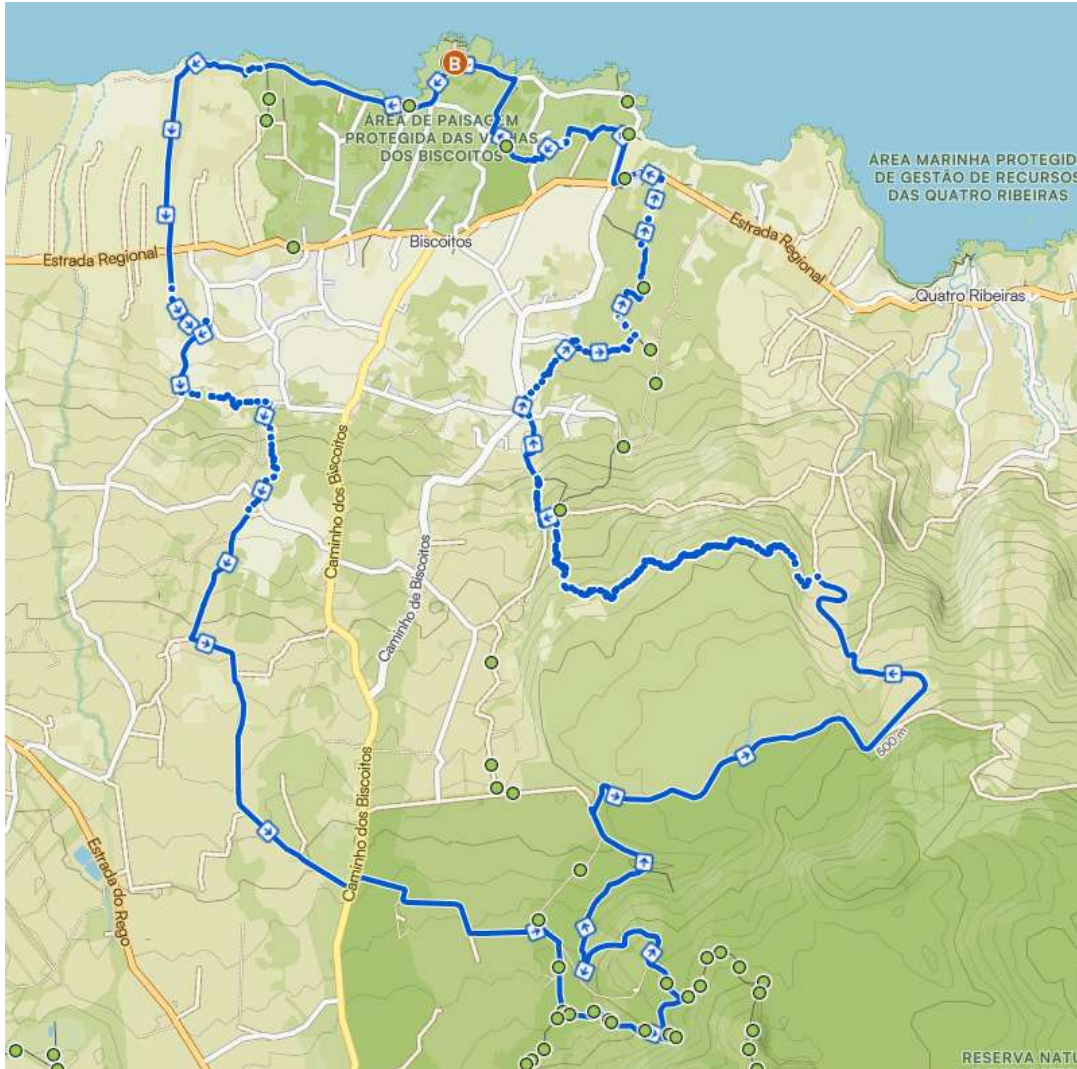 B
ÁREA DE PAISAGEM
PROTEGIDA DAS VINHAS
DOS BISCOITOS
ÁREA MARINHA PROTEGID
DE GESTÃO DE RECURSOS
DAS QUATRO RIBEIRAS
Estrada Regional
Biscoitos
Estrada Regional
Quatro Ribeiras
Caminho dos Biscoitos
Caminho de Biscoitos
500 m
Caminho dos Biscoitos
Estrada do Rego
RESERVA NATU